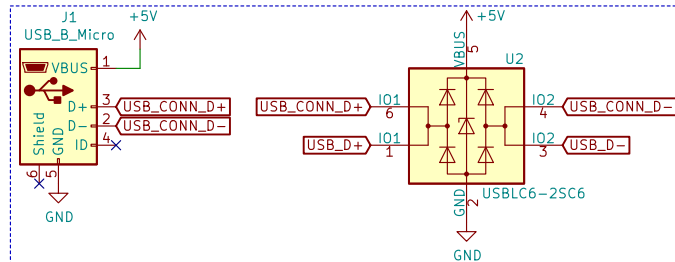 J1
USB_B_Micro
+5V
VBUS
1
D+
3
USB_CONN_D+
D-
2
USB_CONN_D-
ID
4
Shield
GND
6
5
GND
+5V
VBUS
5
U2
USB_CONN_D+
IO1
6
IO2
4
USB_CONN_D-
USB_D+
IO1
1
IO2
3
USB_D-
USBLC6-2SC6
GND
2
GND